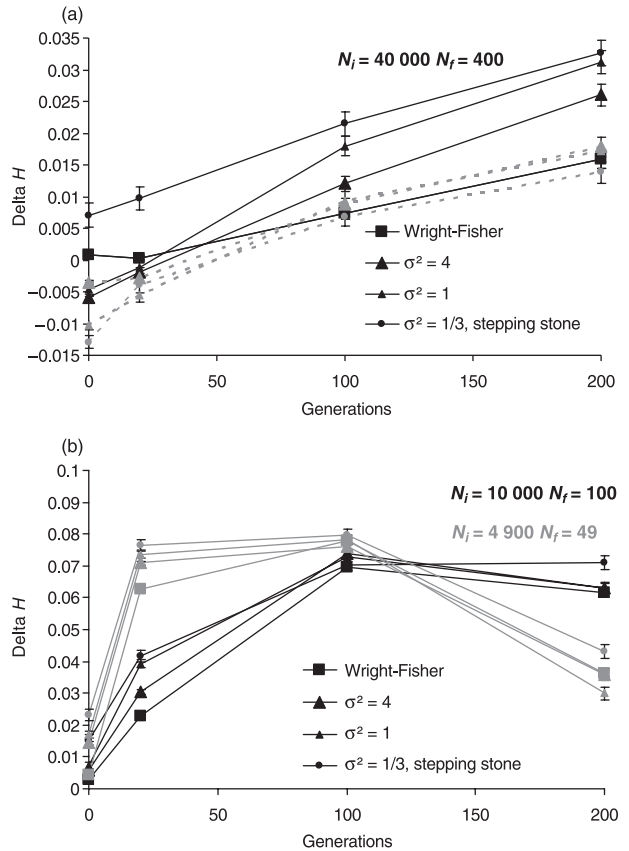 (a)
0.035
0.03
0.025
0.02
0.015
0.01
0.005
0
−0.005
−0.01
−0.015
Delta H
Ni = 40 000 Nf = 400
Wright-Fisher
σ² = 4
σ² = 1
σ² = 1/3, stepping stone
0 50 100 150 200
Generations
(b)
0.1
0.09
0.08
0.07
0.06
0.05
0.04
0.03
0.02
0.01
0
Delta H
Ni = 10 000 Nf = 100
Ni = 4 900 Nf = 49
Wright-Fisher
σ² = 4
σ² = 1
σ² = 1/3, stepping stone
0 50 100 150 200
Generations